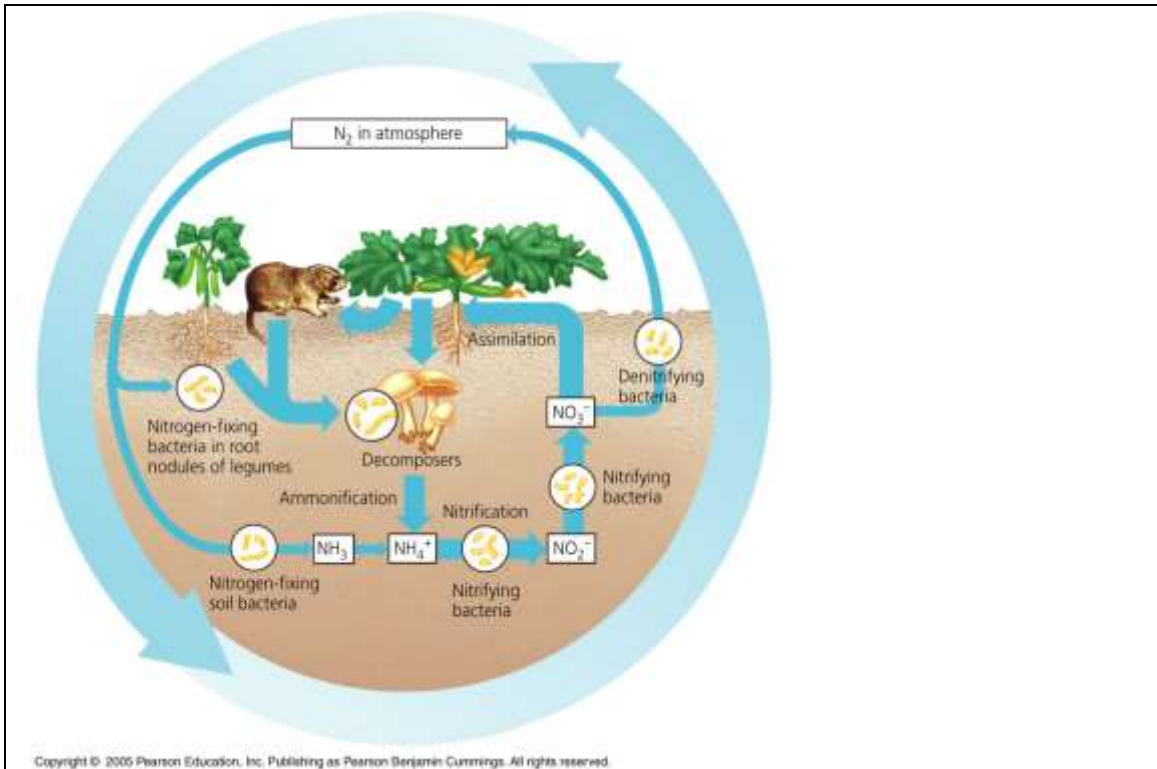 N₂ in atmosphere
Assimilation
Denitrifying
bacteria
NO₃⁻
Nitrogen-fixing
bacteria in root
nodules of legumes
Decomposers
Ammonification
Nitrification
Nitrifying
bacteria
NH₃
NH₄⁺
NO₂⁻
Nitrogen-fixing
soil bacteria
Nitrifying
bacteria
Copyright © 2005 Pearson Education, Inc. Publishing as Pearson Benjamin Cummings. All rights reserved.